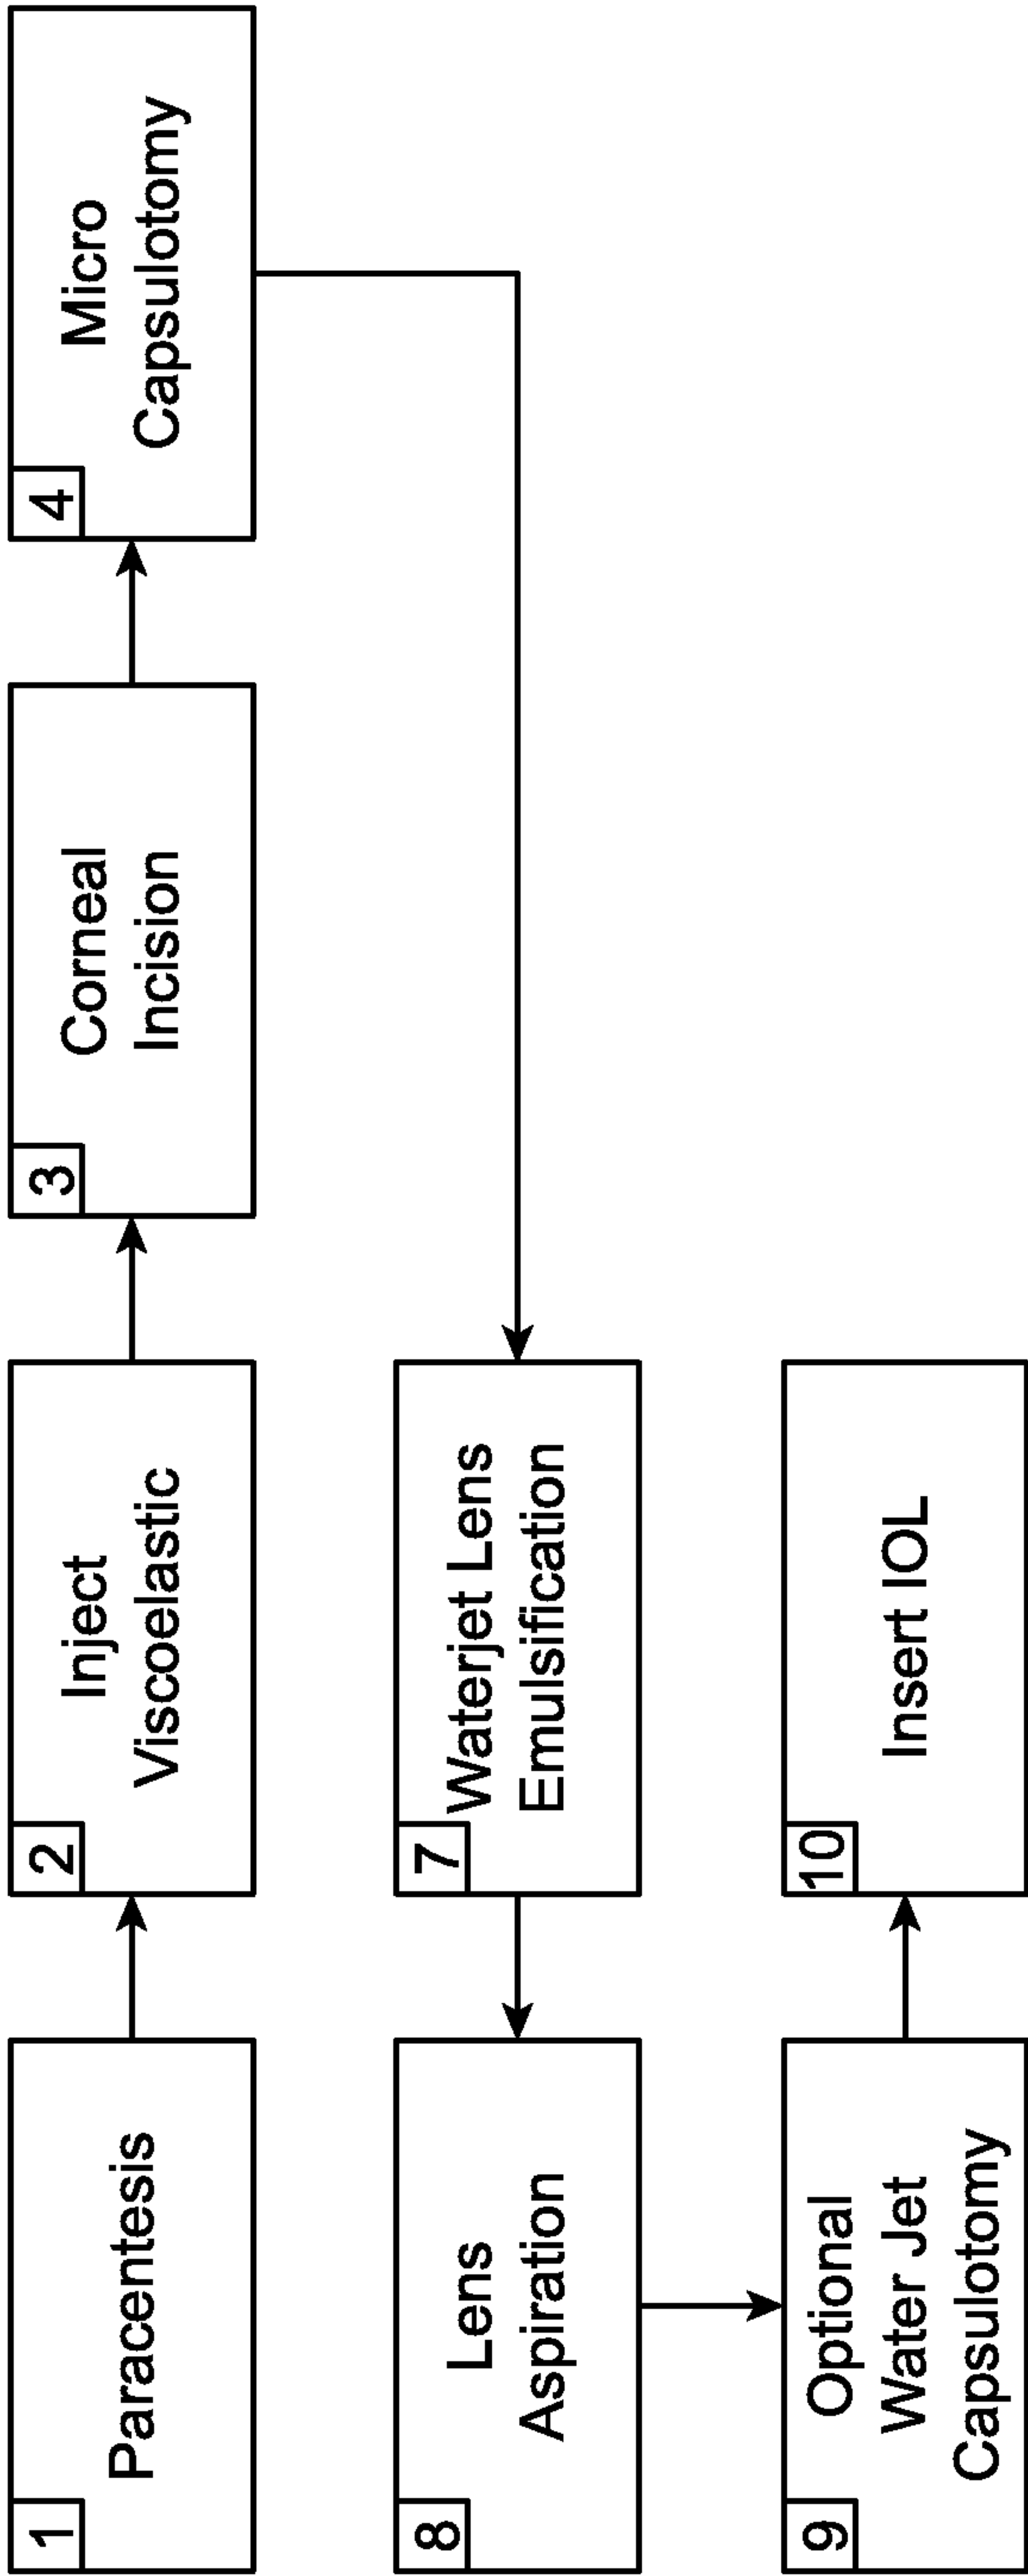 1
Paracentesis
2
Inject
Viscoelastic
3
Corneal
Incision
4
Micro
Capsulotomy
7
Waterjet Lens
Emulsification
8
Lens
Aspiration
9
Optional
Water Jet
Capsulotomy
10
Insert IOL